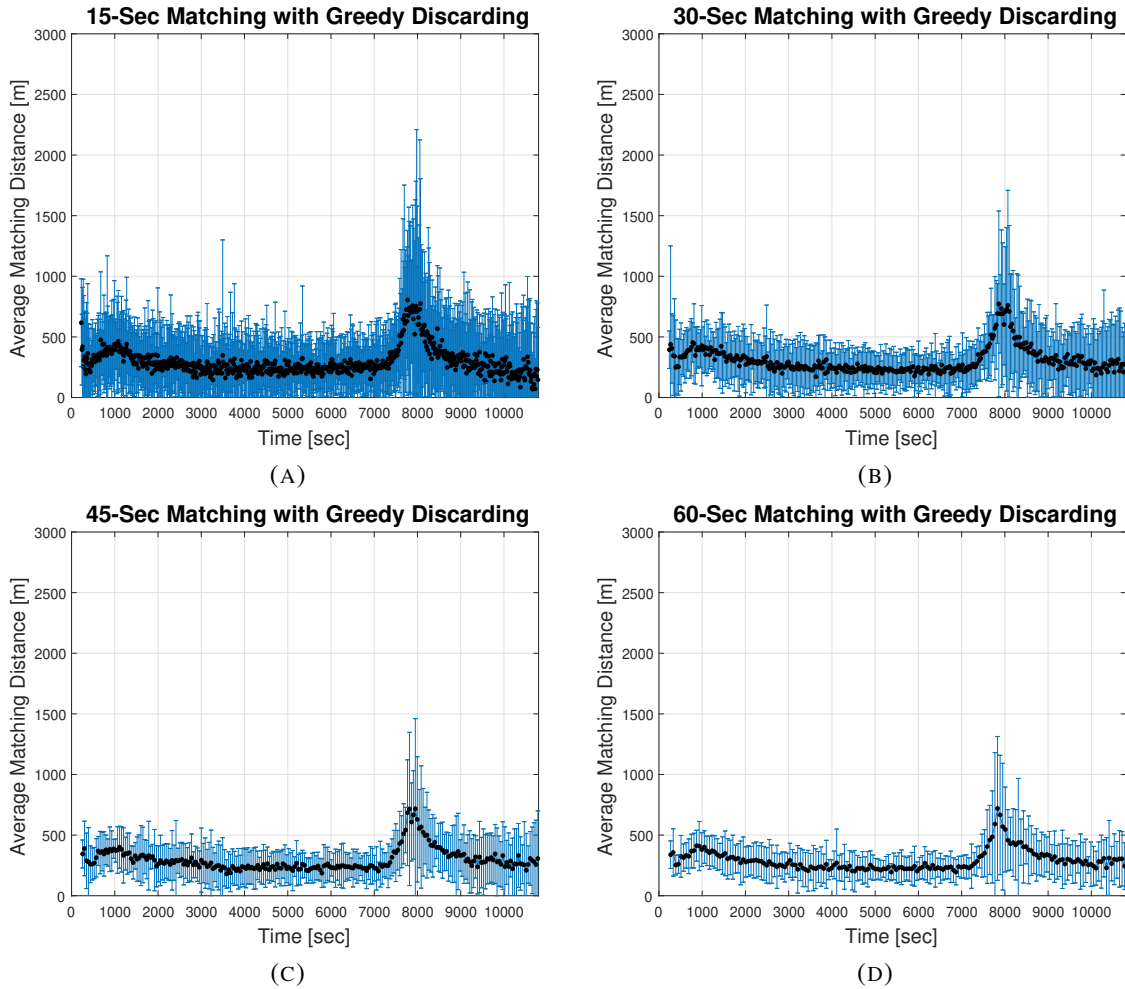 15-Sec Matching with Greedy Discarding
Average Matching Distance [m]
3000
2500
2000
1500
1000
500
0
0 1000 2000 3000 4000 5000 6000 7000 8000 9000 10000
Time [sec]
(A)
30-Sec Matching with Greedy Discarding
Average Matching Distance [m]
3000
2500
2000
1500
1000
500
0
0 1000 2000 3000 4000 5000 6000 7000 8000 9000 10000
Time [sec]
(B)
45-Sec Matching with Greedy Discarding
Average Matching Distance [m]
3000
2500
2000
1500
1000
500
0
0 1000 2000 3000 4000 5000 6000 7000 8000 9000 10000
Time [sec]
(C)
60-Sec Matching with Greedy Discarding
Average Matching Distance [m]
3000
2500
2000
1500
1000
500
0
0 1000 2000 3000 4000 5000 6000 7000 8000 9000 10000
Time [sec]
(D)